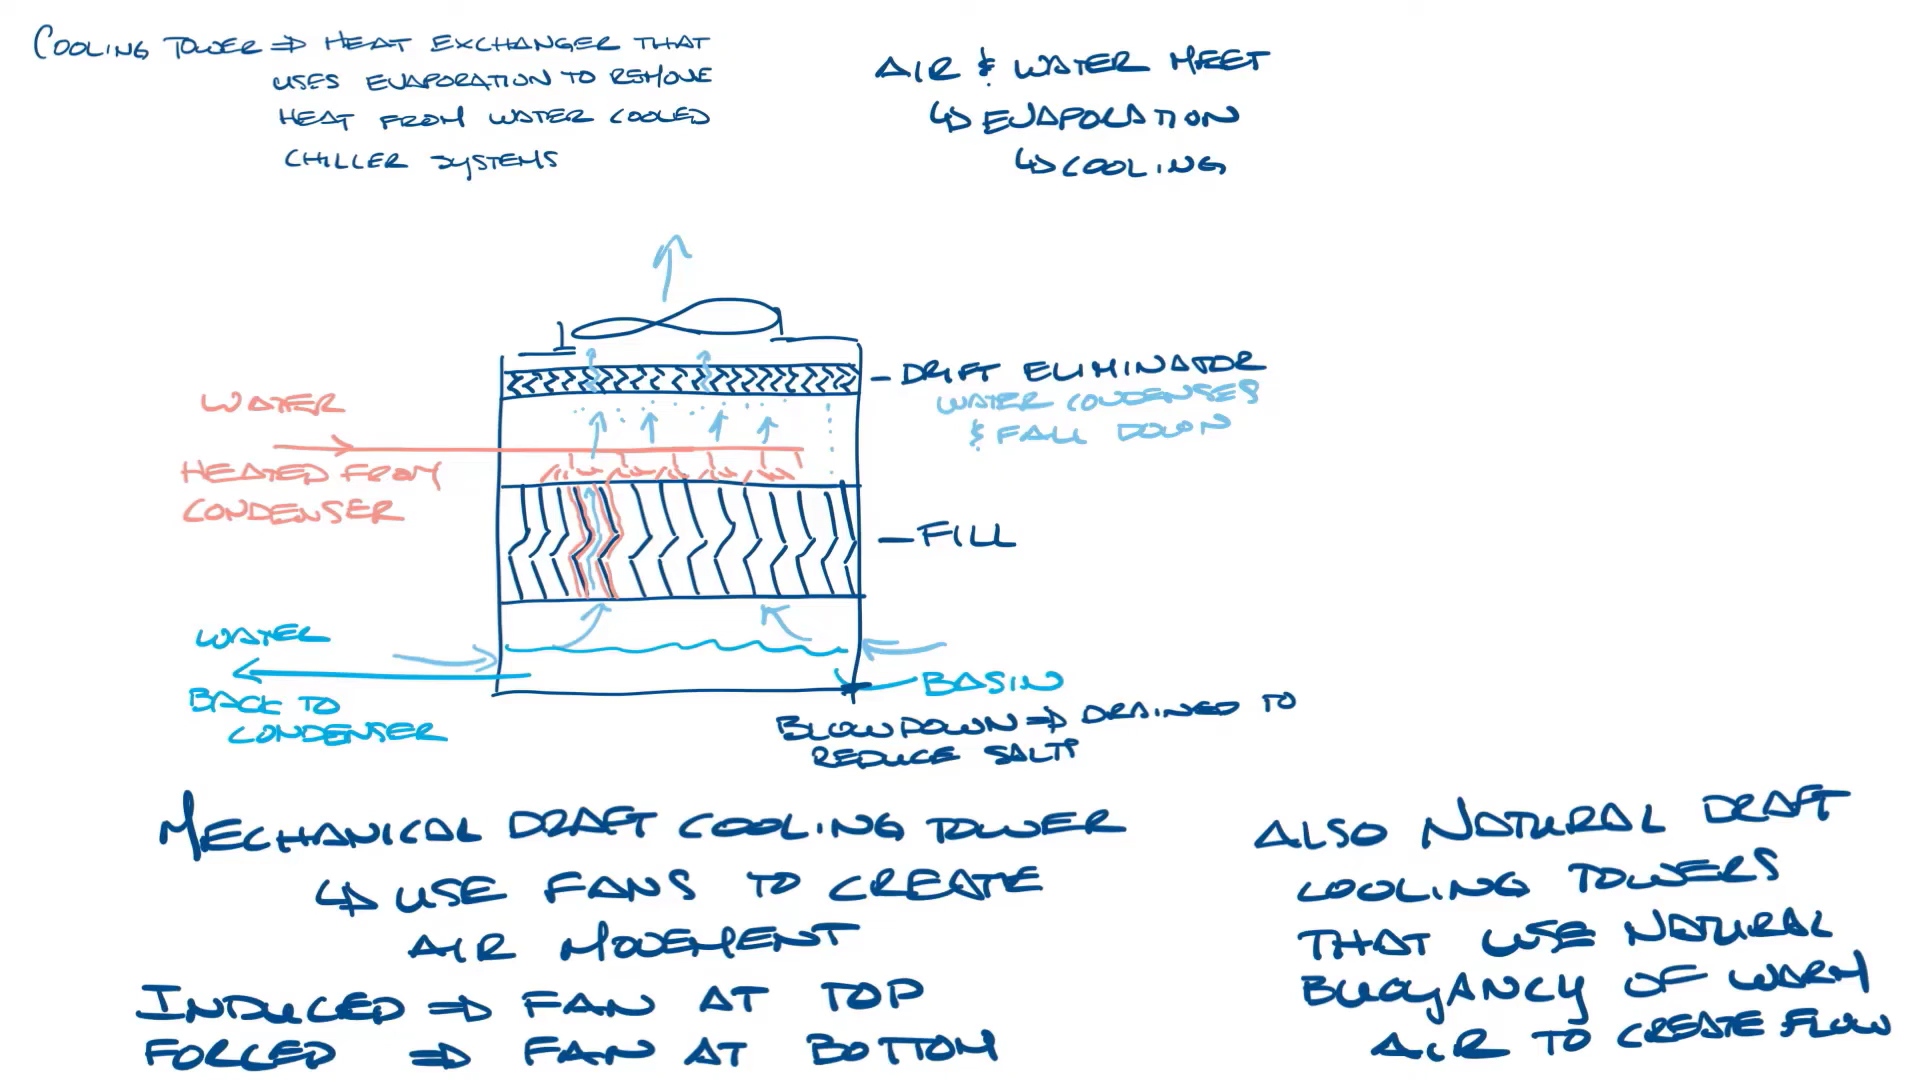 COOLING TOWER ⇒ HEAT EXCHANGER THAT
USES EVAPORATION TO REMOVE
HEAT FROM WATER COOLED
CHILLER SYSTEMS
AIR & WATER MEET
↳ EVAPORATION
↳ COOLING
WATER
HEATED FROM
CONDENSER
– DRIFT ELIMINATOR
WATER CONDENSES
& FALL DOWN
– FILL
WATER
BACK TO
CONDENSER
BASIN
BLOWDOWN ⇒ DRAINED TO
REDUCE SALTS
MECHANICAL DRAFT COOLING TOWER
↳ USE FANS TO CREATE
AIR MOVEMENT
INDUCED ⇒ FAN AT TOP
FORCED ⇒ FAN AT BOTTOM
ALSO NATURAL DRAFT
COOLING TOWERS
THAT USE NATURAL
BUOYANCY OF WARM
AIR TO CREATE FLOW